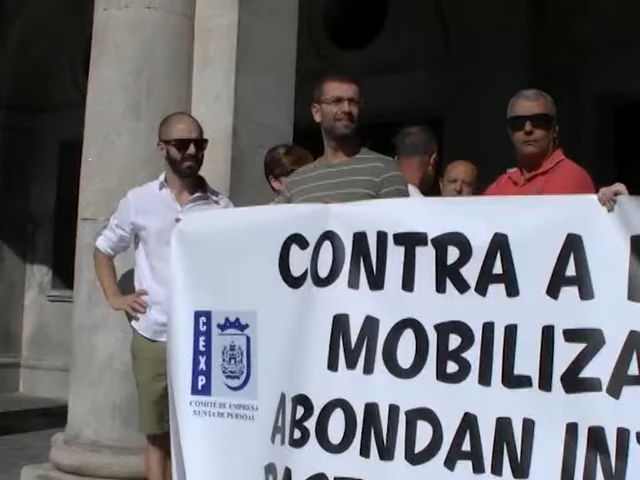 CONTRA A
MOBILIZA
ABONDAN IN
CEXP
COMITÉ DE EMPRESA
XUNTA DE PERSOAL